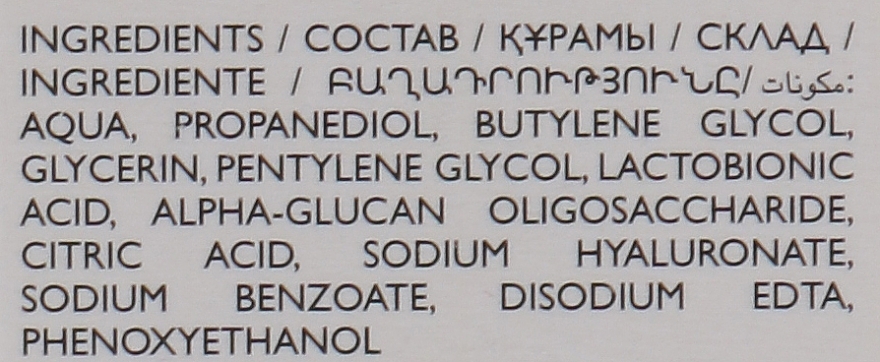 INGREDIENTS / СОСТАВ / ҚҰРАМЫ / СКЛАД /
INGREDIENTE / ԲԱՂԱԴՐՈՒԹՅՈՒՆԸ/ مكونات:
AQUA, PROPANEDIOL, BUTYLENE GLYCOL,
GLYCERIN, PENTYLENE GLYCOL, LACTOBIONIC
ACID, ALPHA-GLUCAN OLIGOSACCHARIDE,
CITRIC ACID, SODIUM HYALURONATE,
SODIUM BENZOATE, DISODIUM EDTA,
PHENOXYETHANOL